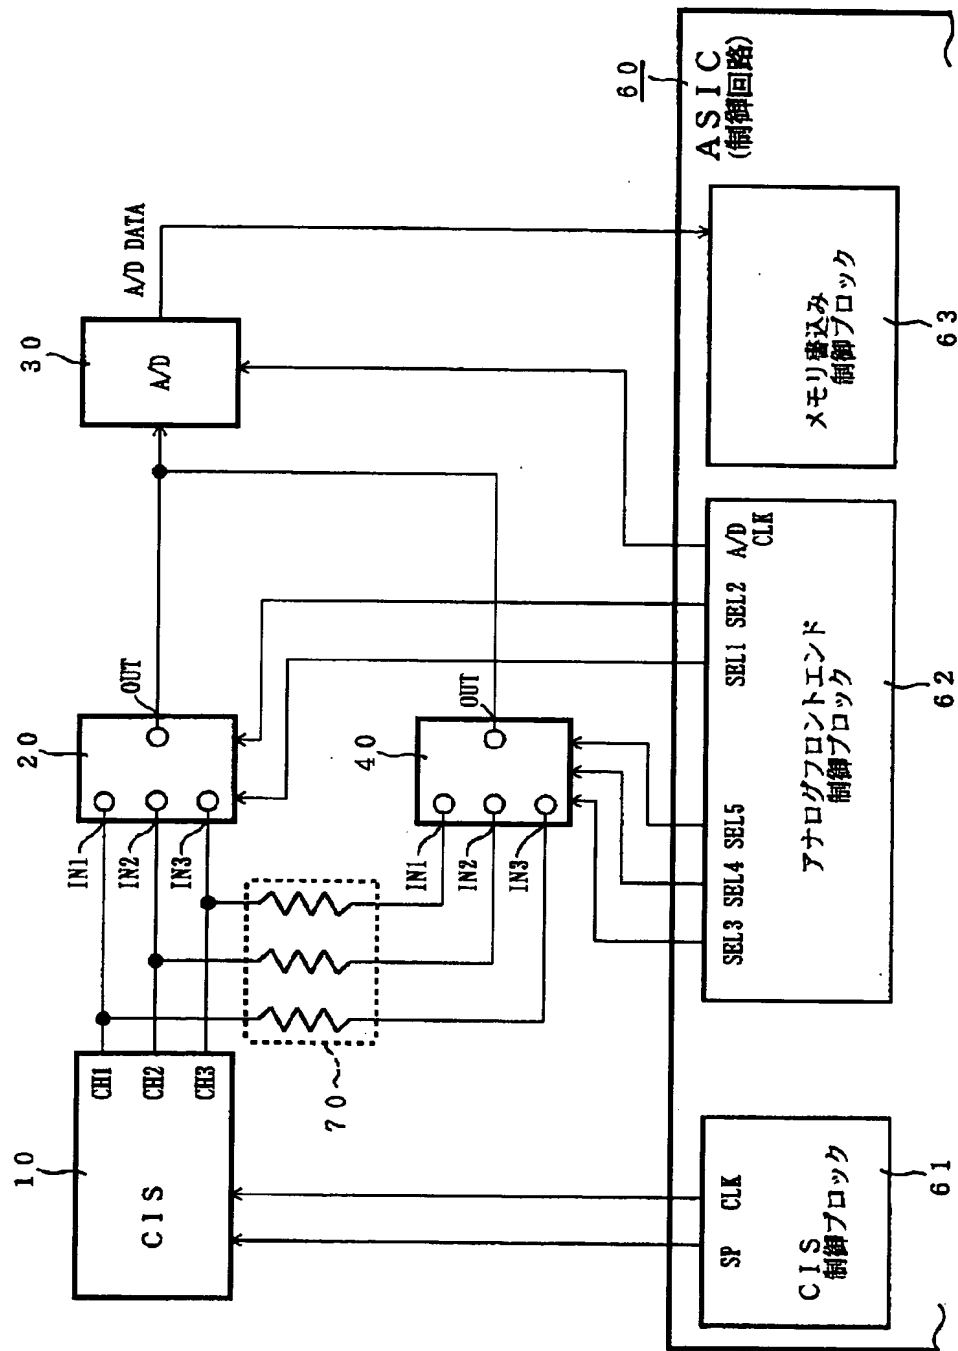 10
CIS
CH1
CH2
CH3
70
IN1
IN2
IN3
20
OUT
IN1
IN2
IN3
40
OUT
30
A/D
A/D DATA
60
ASIC
(制御回路)
SP
CLK
CIS
制御ブロック
61
SEL3
SEL4
SEL5
SEL1
SEL2
A/D
CLK
アナログフロントエンド
制御ブロック
62
メモリ書込み
制御ブロック
63